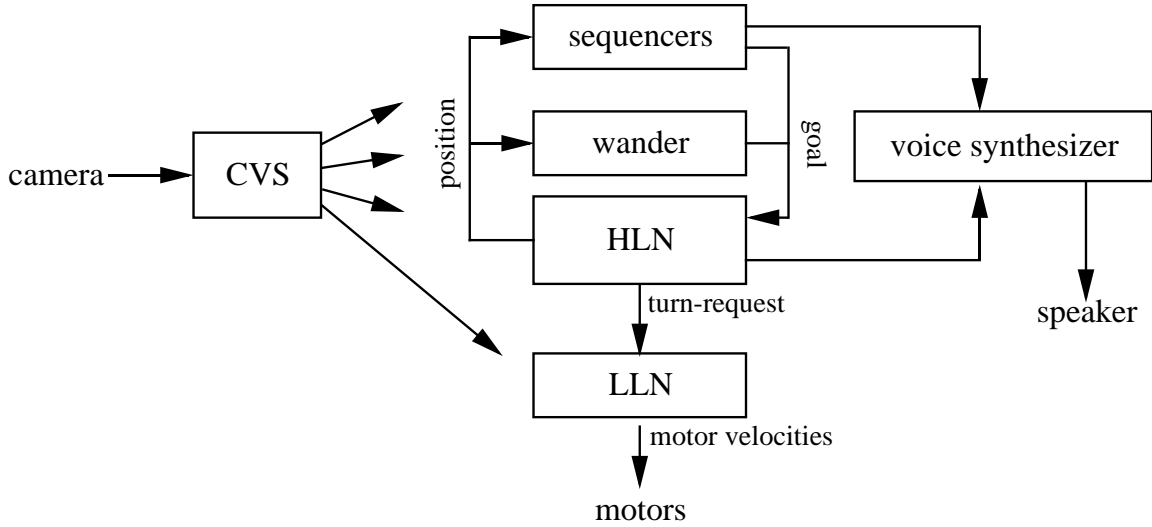 sequencers
position
wander
goal
voice synthesizer
camera
CVS
HLN
turn-request
speaker
LLN
motor velocities
motors